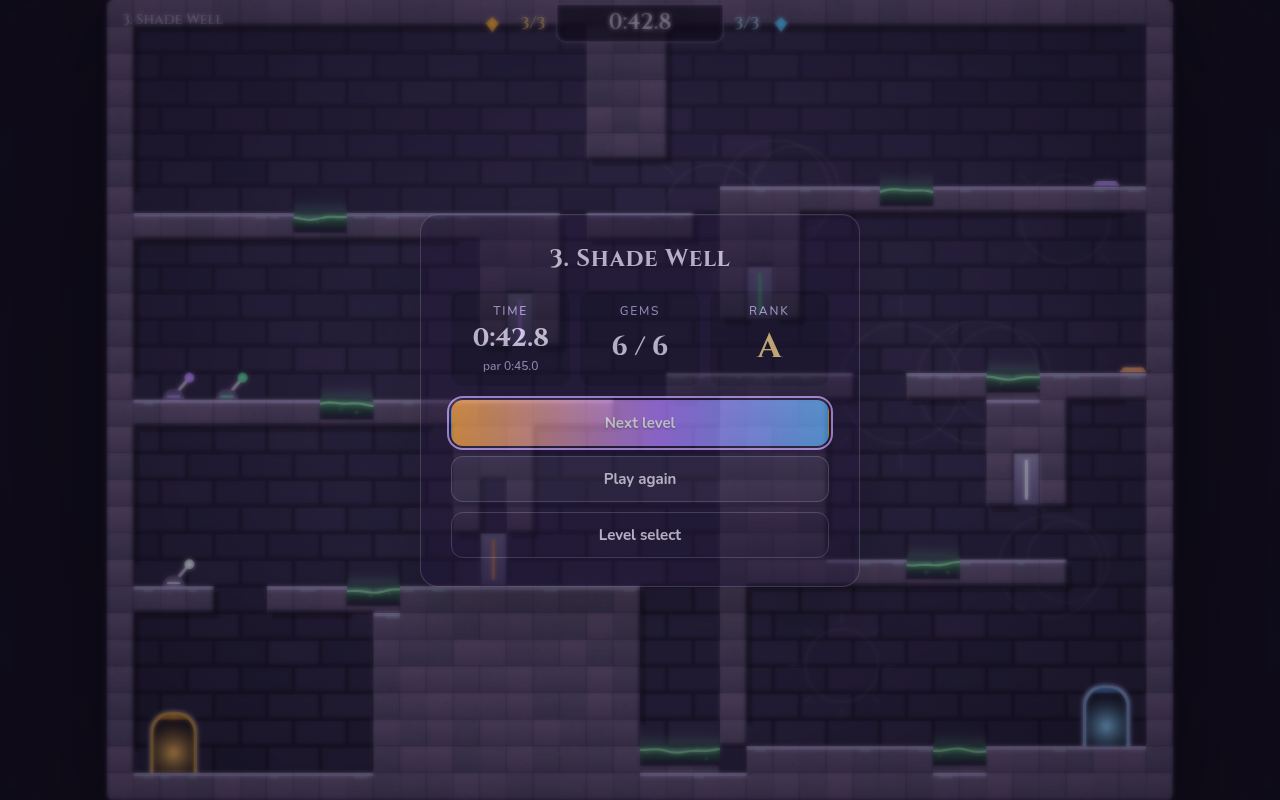 3. Shade Well
3/3
0:42.8
3/3
3. Shade Well
TIME
0:42.8
par 0:45.0
GEMS
6 / 6
RANK
A
Next level
Play again
Level select